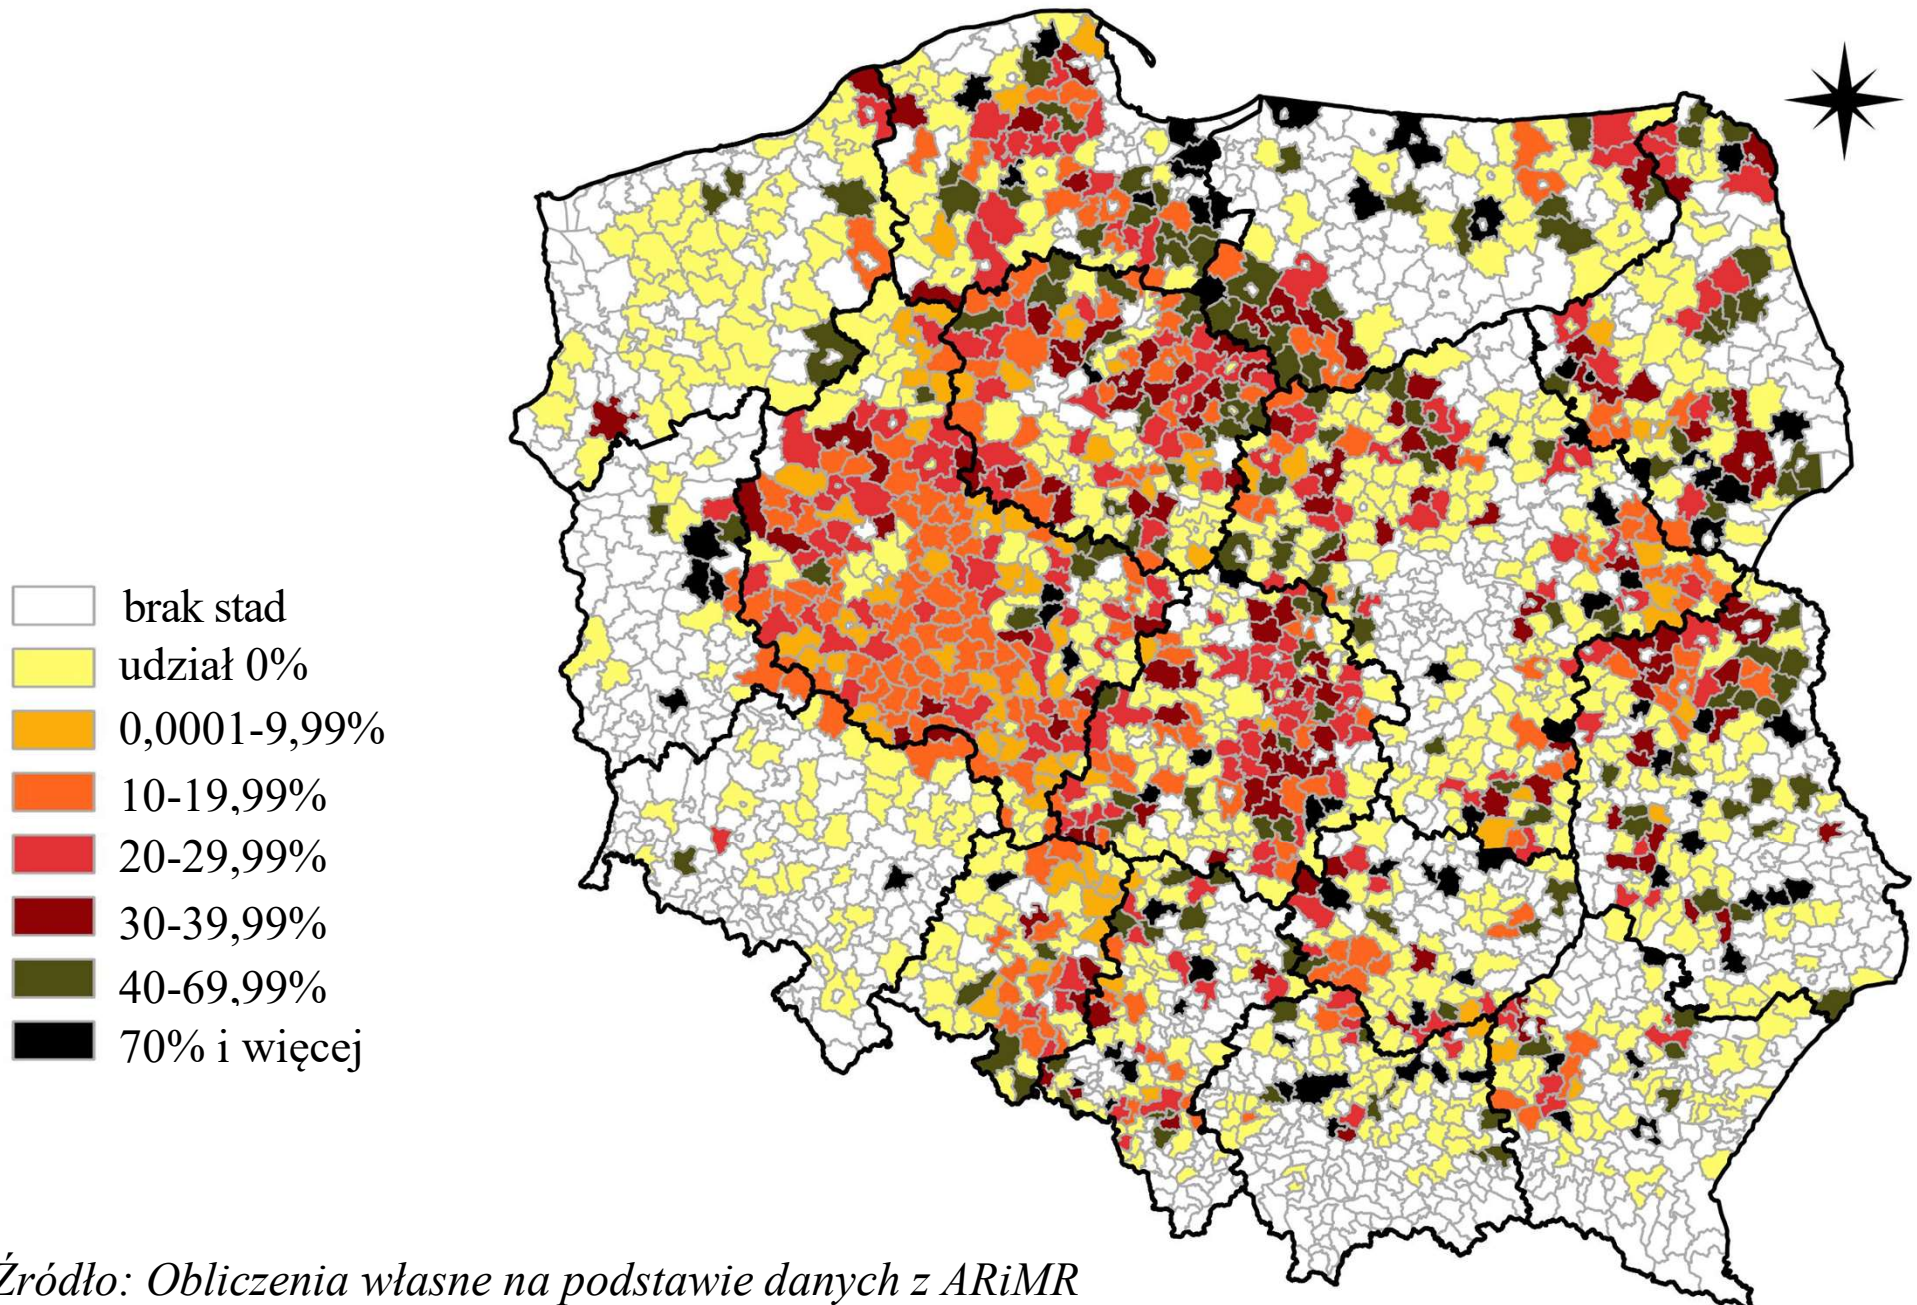 brak stad
udział 0%
0,0001-9,99%
10-19,99%
20-29,99%
30-39,99%
40-69,99%
70% i więcej
Źródło: Obliczenia własne na podstawie danych z ARiMR